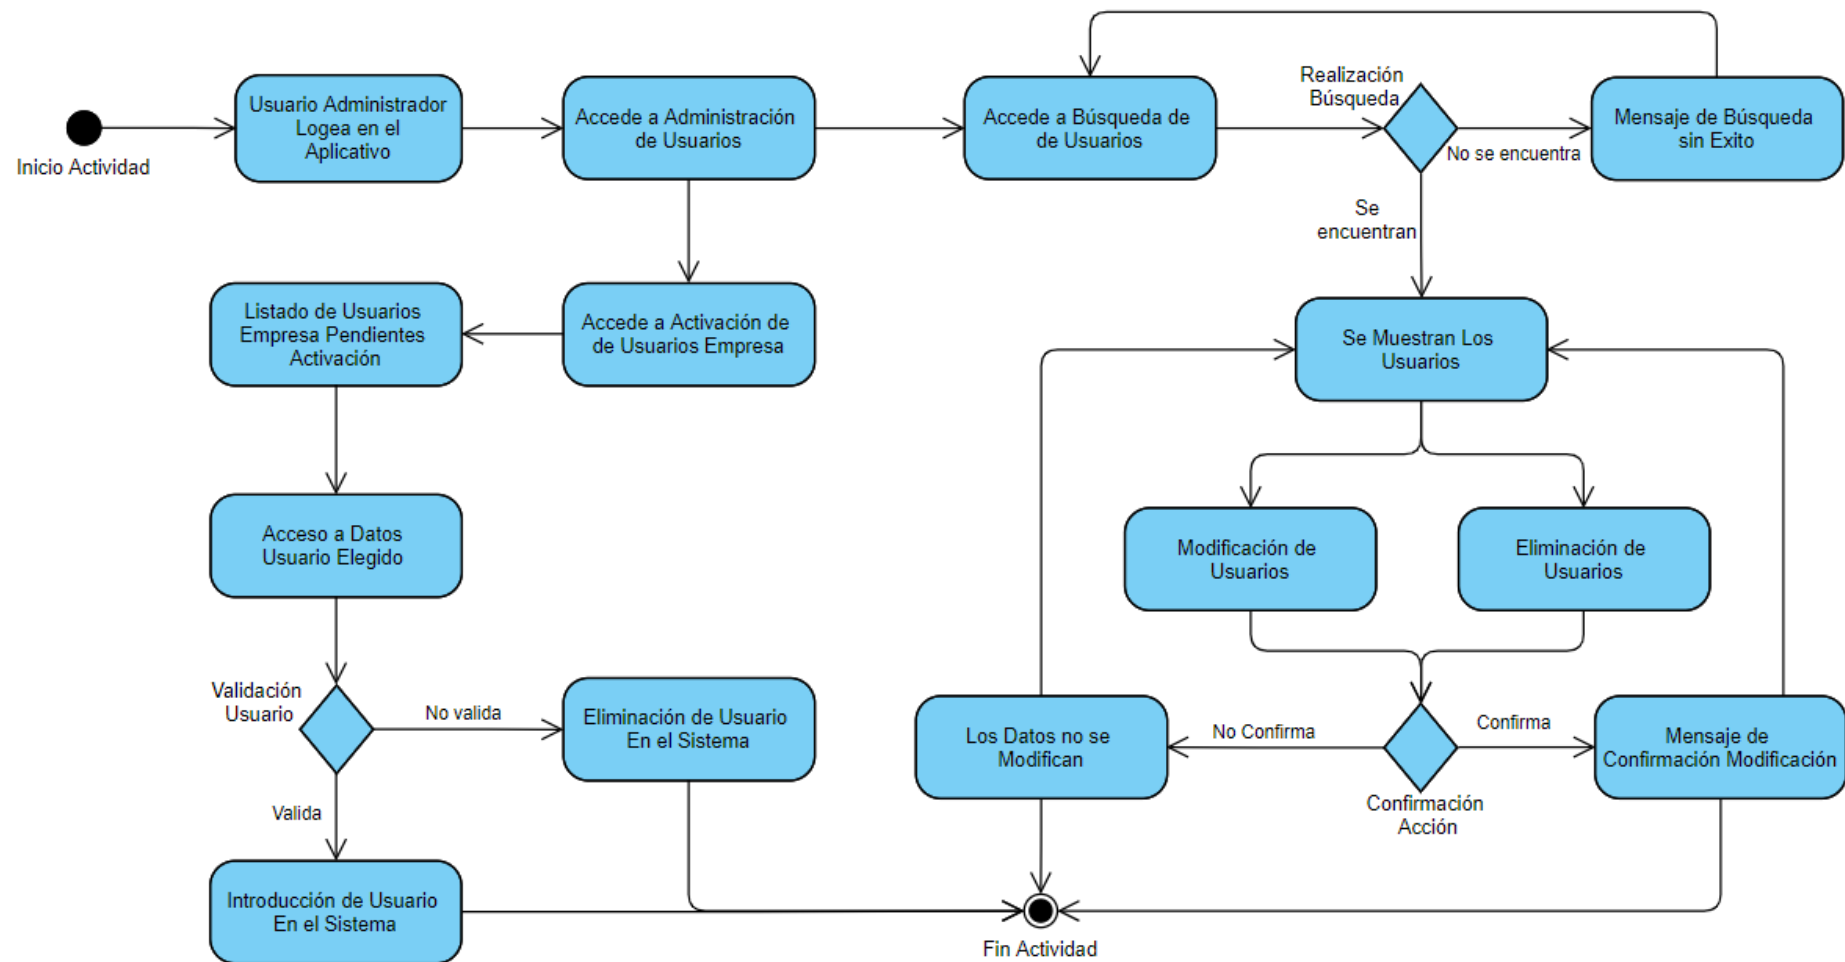 Inicio Actividad
Usuario Administrador
Logea en el
Aplicativo
Accede a Administración
de Usuarios
Accede a Búsqueda de
de Usuarios
Realización
Búsqueda
No se encuentra
Mensaje de Búsqueda
sin Exito
Se
encuentran
Listado de Usuarios
Empresa Pendientes
Activación
Accede a Activación de
de Usuarios Empresa
Se Muestran Los
Usuarios
Acceso a Datos
Usuario Elegido
Modificación de
Usuarios
Eliminación de
Usuarios
Validación
Usuario
No valida
Eliminación de Usuario
En el Sistema
Los Datos no se
Modifican
No Confirma
Confirma
Mensaje de
Confirmación Modificación
Confirmación
Acción
Valida
Introducción de Usuario
En el Sistema
Fin Actividad